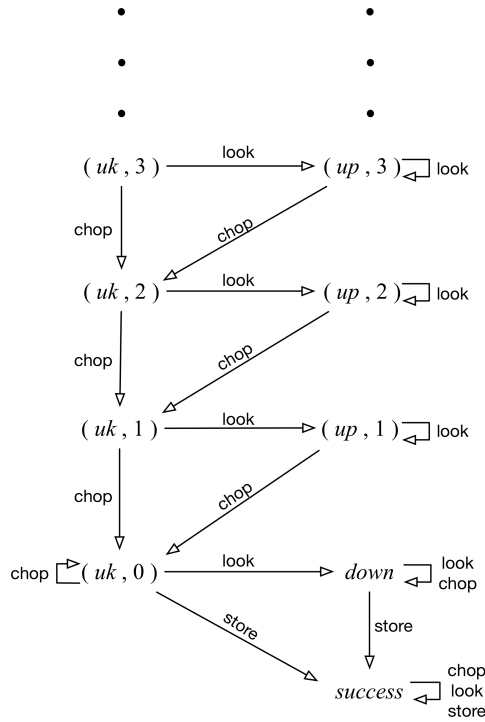 look
( uk , 3 ) ( up , 3 ) look
chop chop
look
( uk , 2 ) ( up , 2 ) look
chop chop
look
( uk , 1 ) ( up , 1 ) look
chop chop
look
chop ( uk , 0 ) down look
chop
store store
success chop
look
store